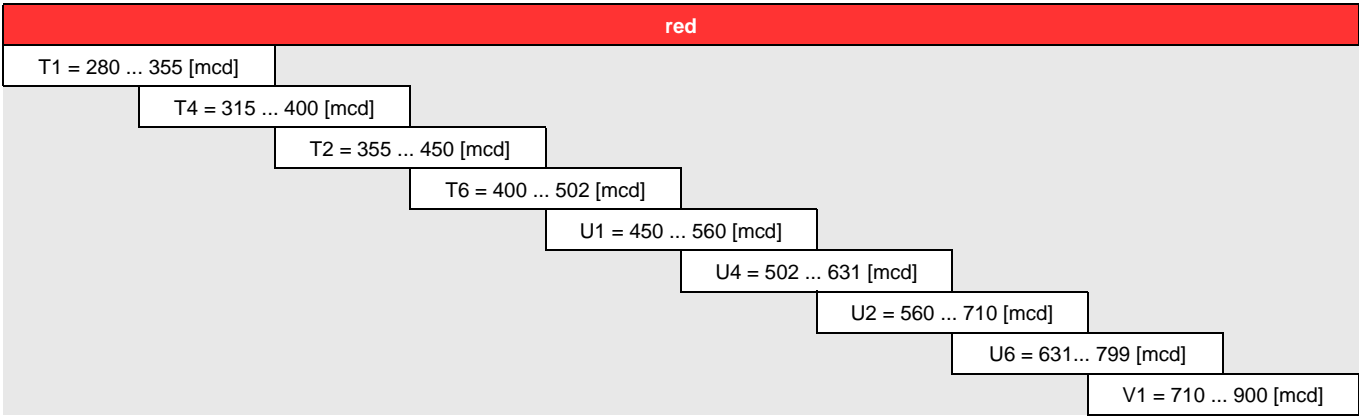 red
T1 = 280 ... 355 [mcd]
T4 = 315 ... 400 [mcd]
T2 = 355 ... 450 [mcd]
T6 = 400 ... 502 [mcd]
U1 = 450 ... 560 [mcd]
U4 = 502 ... 631 [mcd]
U2 = 560 ... 710 [mcd]
U6 = 631... 799 [mcd]
V1 = 710 ... 900 [mcd]